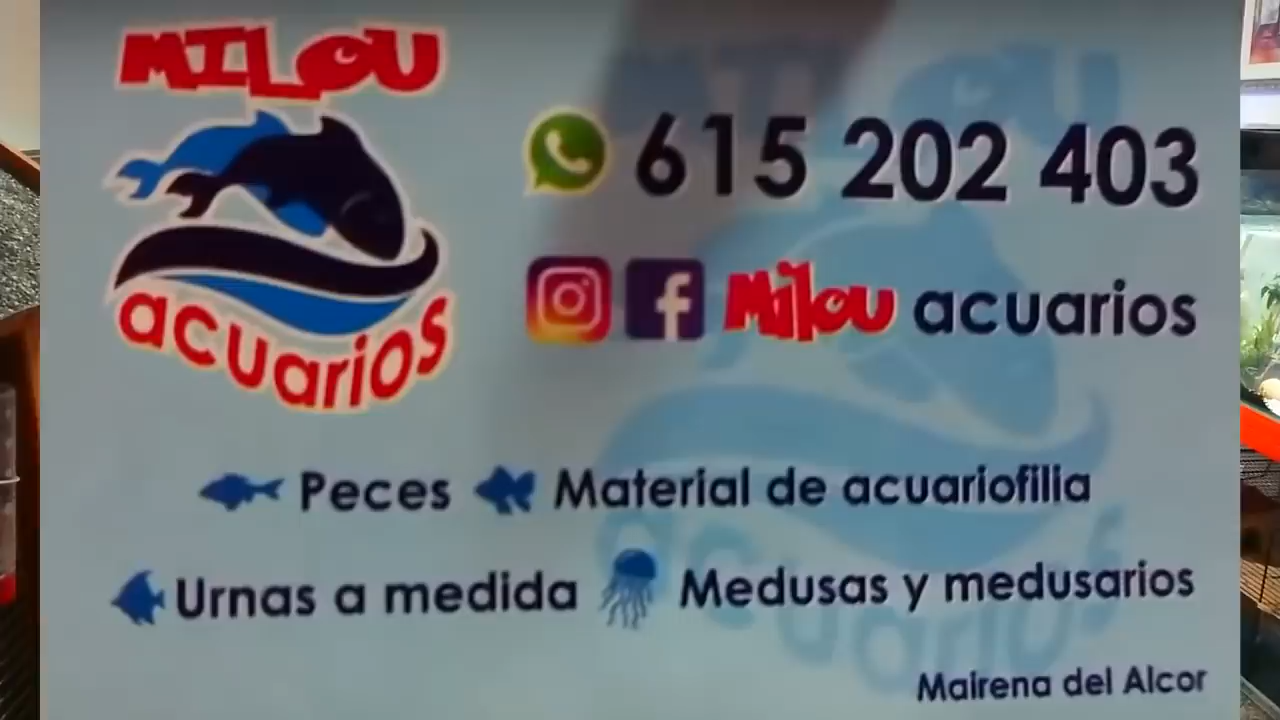 MILOU
acuarios
615 202 403
Milou acuarios
Peces Material de acuariofilia
Urnas a medida Medusas y medusarios
Mairena del Alcor